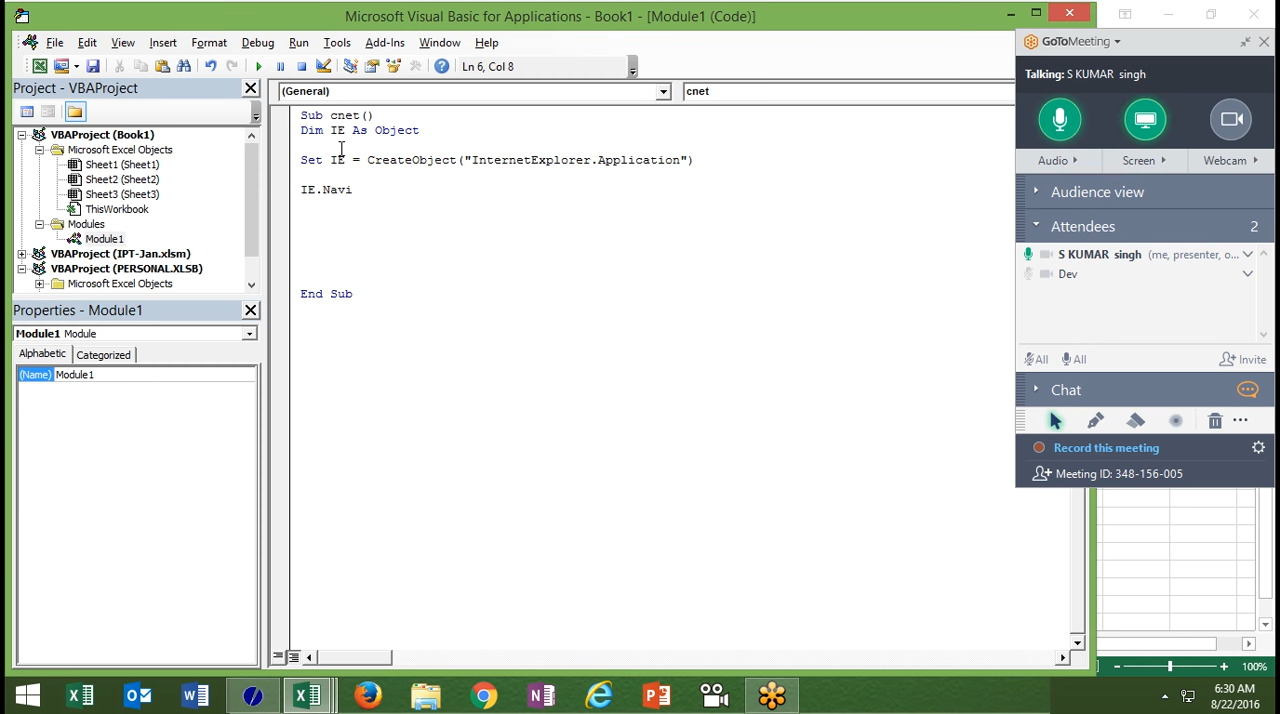 Microsoft Visual Basic for Applications - Book1 - [Module1 (Code)]
File Edit View Insert Format Debug Run Tools Add-Ins Window Help
Ln 6, Col 8
Project - VBAProject
VBAProject (Book1)
Microsoft Excel Objects
Sheet1 (Sheet1)
Sheet2 (Sheet2)
Sheet3 (Sheet3)
ThisWorkbook
Modules
Module1
VBAProject (IPT-Jan.xlsm)
VBAProject (PERSONAL.XLSB)
Microsoft Excel Objects
Properties - Module1
Module1 Module
Alphabetic Categorized
(Name) Module1
(General) cnet
Sub cnet()
Dim IE As Object
Set IE = CreateObject("InternetExplorer.Application")
IE.Navi
End Sub
GoToMeeting
Talking: S KUMAR singh
Audio Screen Webcam
Audience view
Attendees 2
S KUMAR singh (me, presenter, o...
Dev
All All Invite
Chat
Record this meeting
Meeting ID: 348-156-005
100%
6:30 AM
8/22/2016